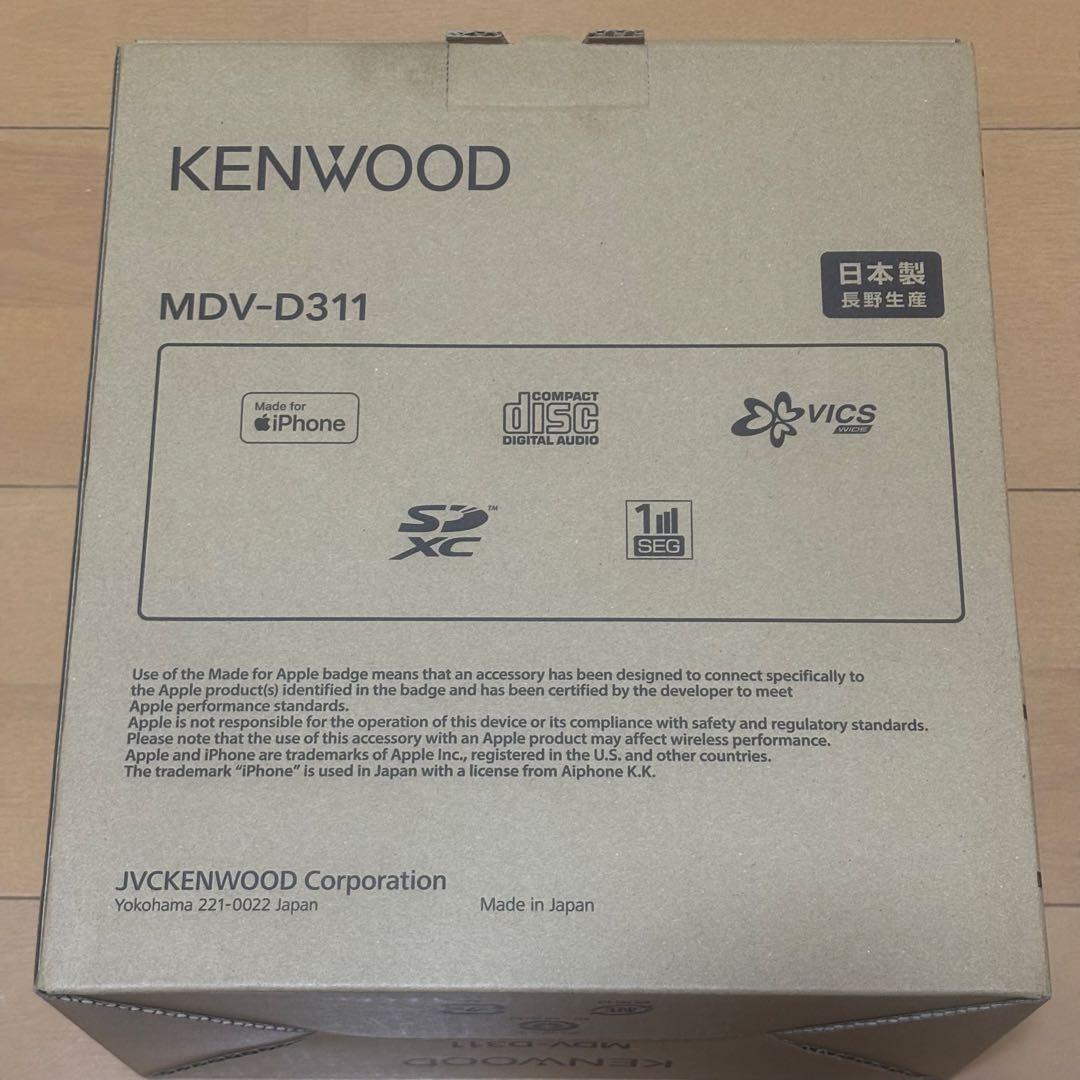 KENWOOD
日本製
長野生産
MDV-D311
Made for
iPhone
COMPACT
disc
DIGITAL AUDIO
VICS
WIDE
SD™
XC
1
SEG
Use of the Made for Apple badge means that an accessory has been designed to connect specifically to
the Apple product(s) identified in the badge and has been certified by the developer to meet
Apple performance standards.
Apple is not responsible for the operation of this device or its compliance with safety and regulatory standards.
Please note that the use of this accessory with an Apple product may affect wireless performance.
Apple and iPhone are trademarks of Apple Inc., registered in the U.S. and other countries.
The trademark “iPhone” is used in Japan with a license from Aiphone K.K.
JVCKENWOOD Corporation
Yokohama 221-0022 Japan
Made in Japan
MDV-D311
KENWOOD